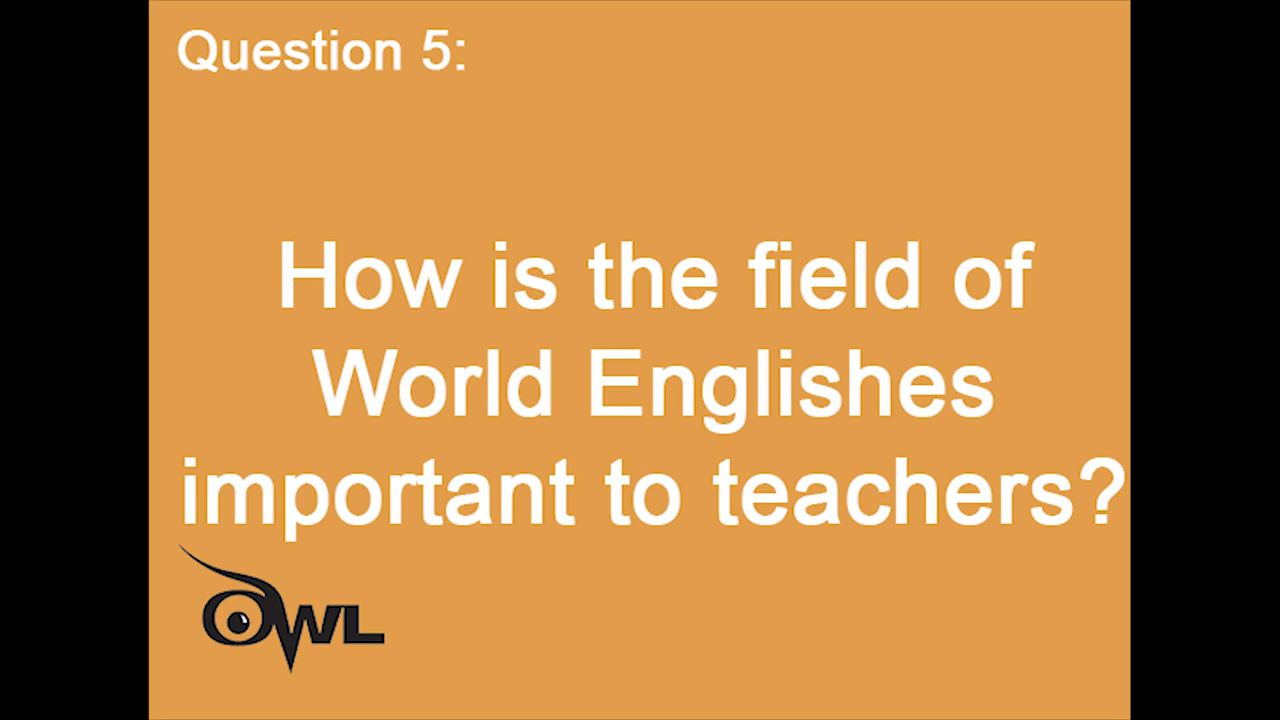 Question 5:
How is the field of
World Englishes
important to teachers?
OWL